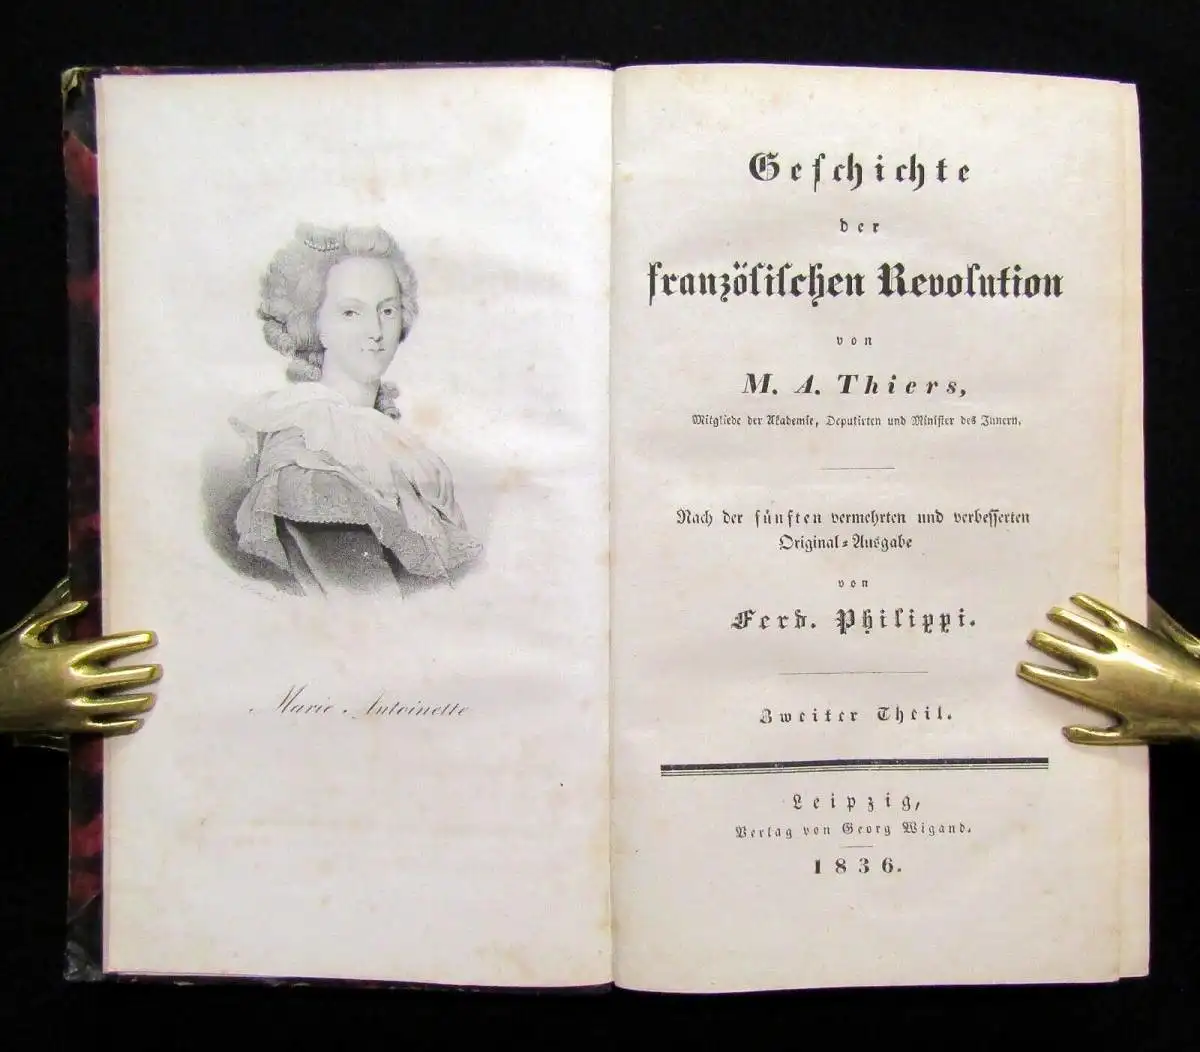 Marie Antoinette
Geschichte
der
französischen Revolution
von
M. A. Thiers,
Mitgliede der Akademie, Deputirten und Minister des Innern.
Nach der fünften vermehrten und verbesserten
Original-Ausgabe
von
Ferd. Philippi.
Zweiter Theil.
Leipzig,
Verlag von Georg Wigand.
1836.